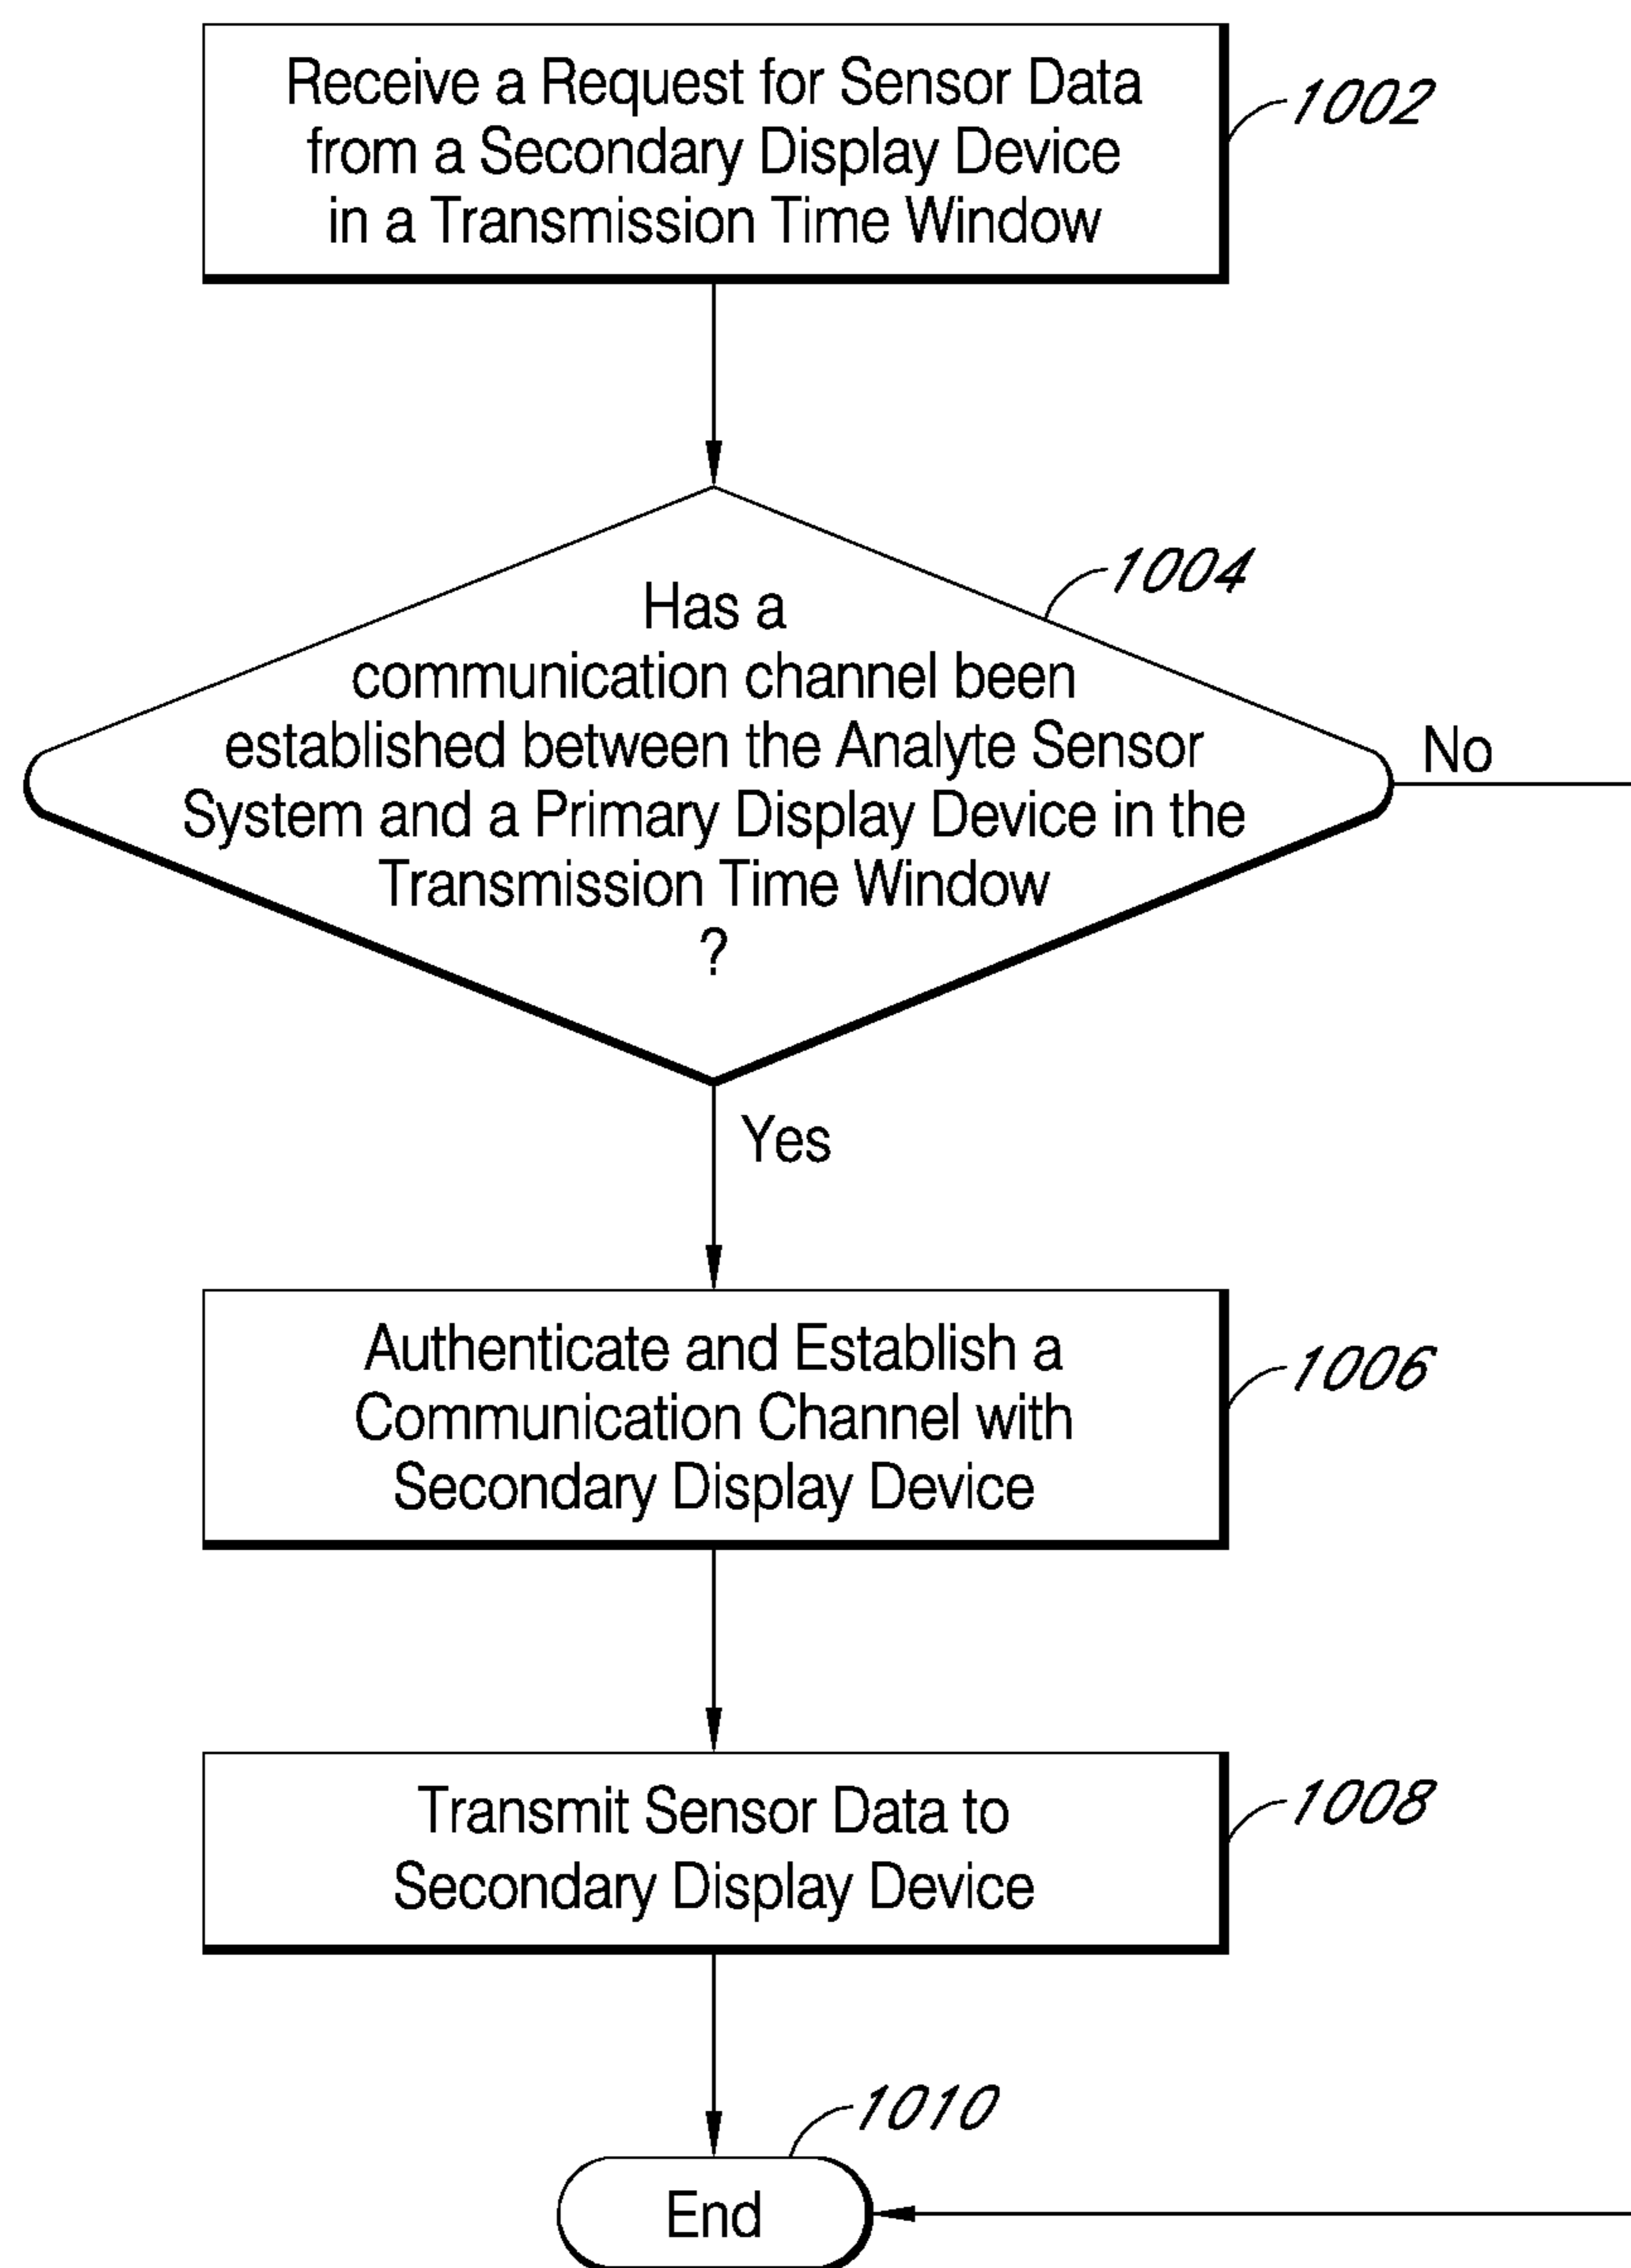 Receive a Request for Sensor Data
from a Secondary Display Device
in a Transmission Time Window
1002
Has a
communication channel been
established between the Analyte Sensor
System and a Primary Display Device in the
Transmission Time Window
?
1004
No
Yes
Authenticate and Establish a
Communication Channel with
Secondary Display Device
1006
Transmit Sensor Data to
Secondary Display Device
1008
1010
End